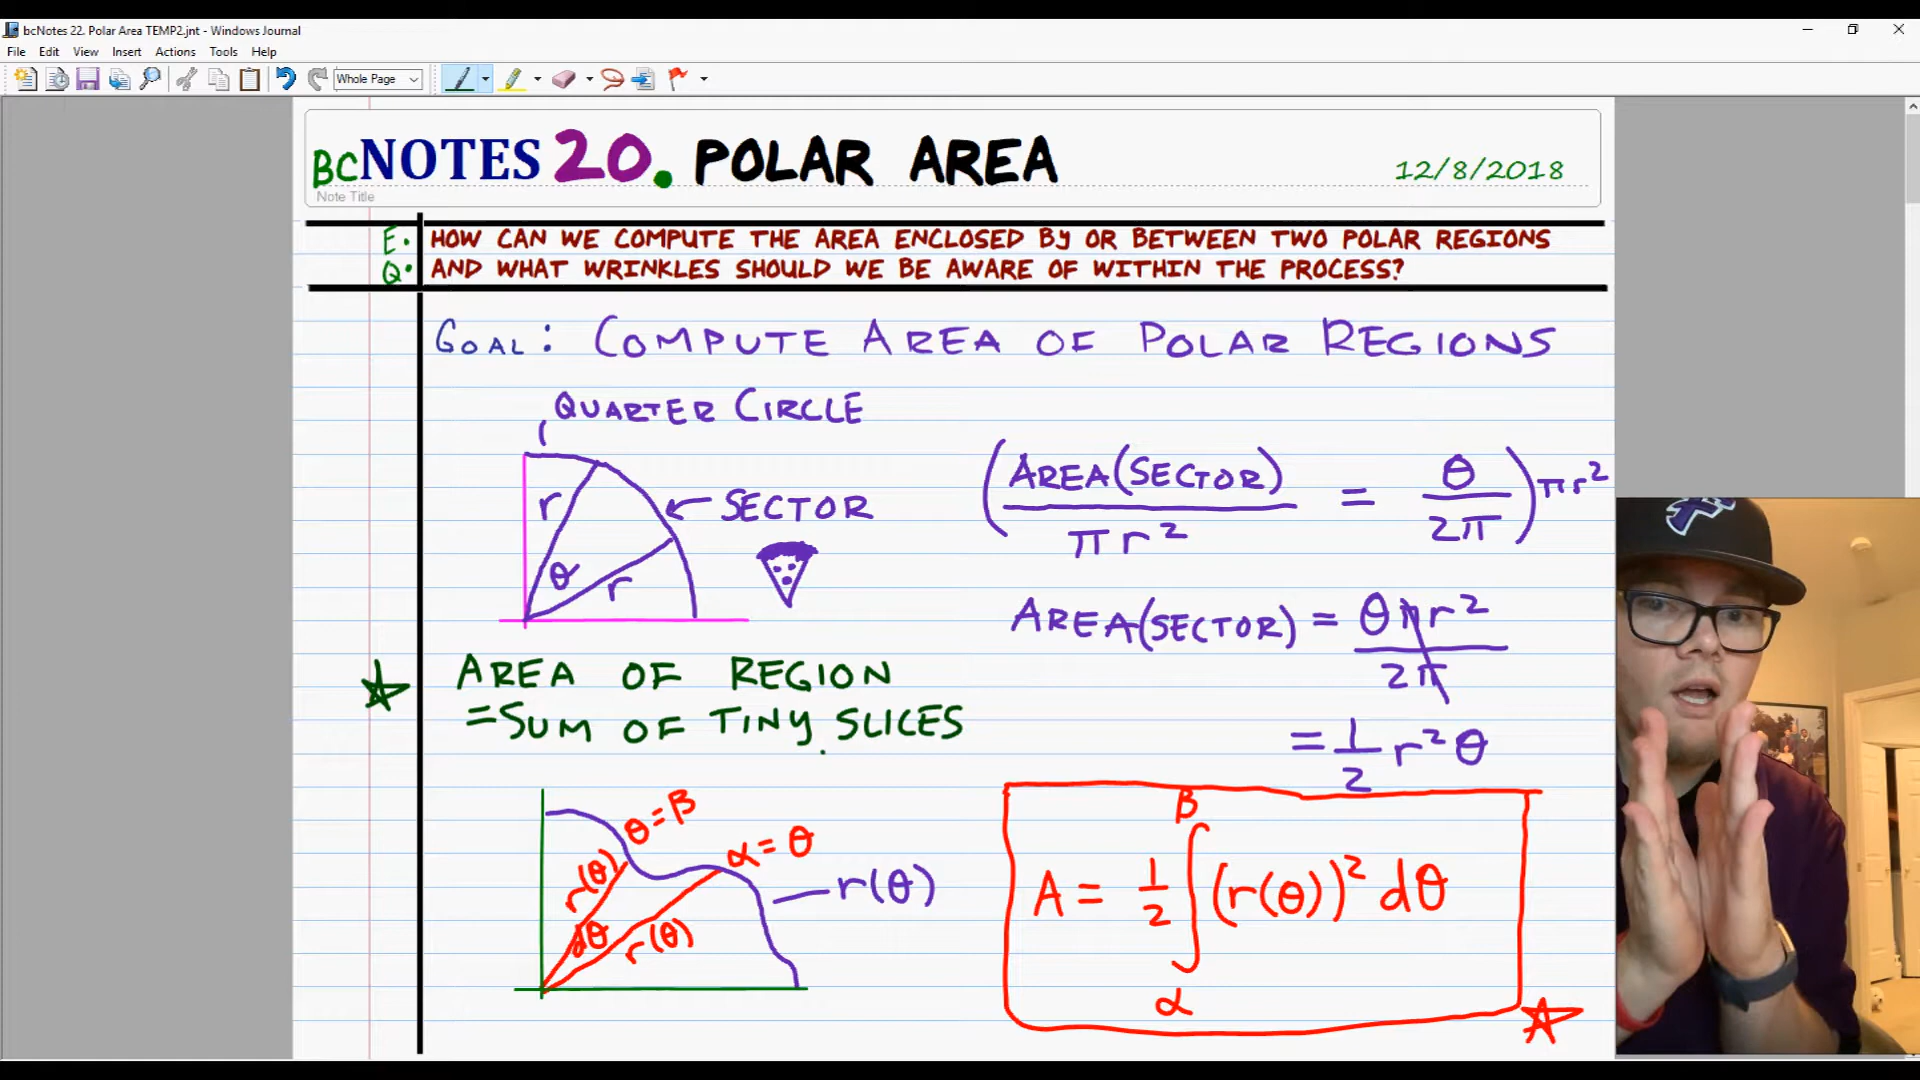 bcNotes 22. Polar Area TEMP2.jnt - Windows Journal
File Edit View Insert Actions Tools Help
Whole Page
BCNOTES 20. POLAR AREA
12/8/2018
Note Title
E. HOW CAN WE COMPUTE THE AREA ENCLOSED BY OR BETWEEN TWO POLAR REGIONS
Q. AND WHAT WRINKLES SHOULD WE BE AWARE OF WITHIN THE PROCESS?
GOAL: COMPUTE AREA OF POLAR REGIONS
QUARTER CIRCLE
r
SECTOR
θ
r
(AREA(SECTOR)/πr² = θ/2π)πr²
AREA(SECTOR) = θπr²/2π
= 1/2 r²θ
AREA OF REGION
=SUM OF TINY SLICES
θ=β
α=θ
r(θ)
r(θ)
dθ
r(θ)
A = 1/2 ∫_α^β (r(θ))² dθ